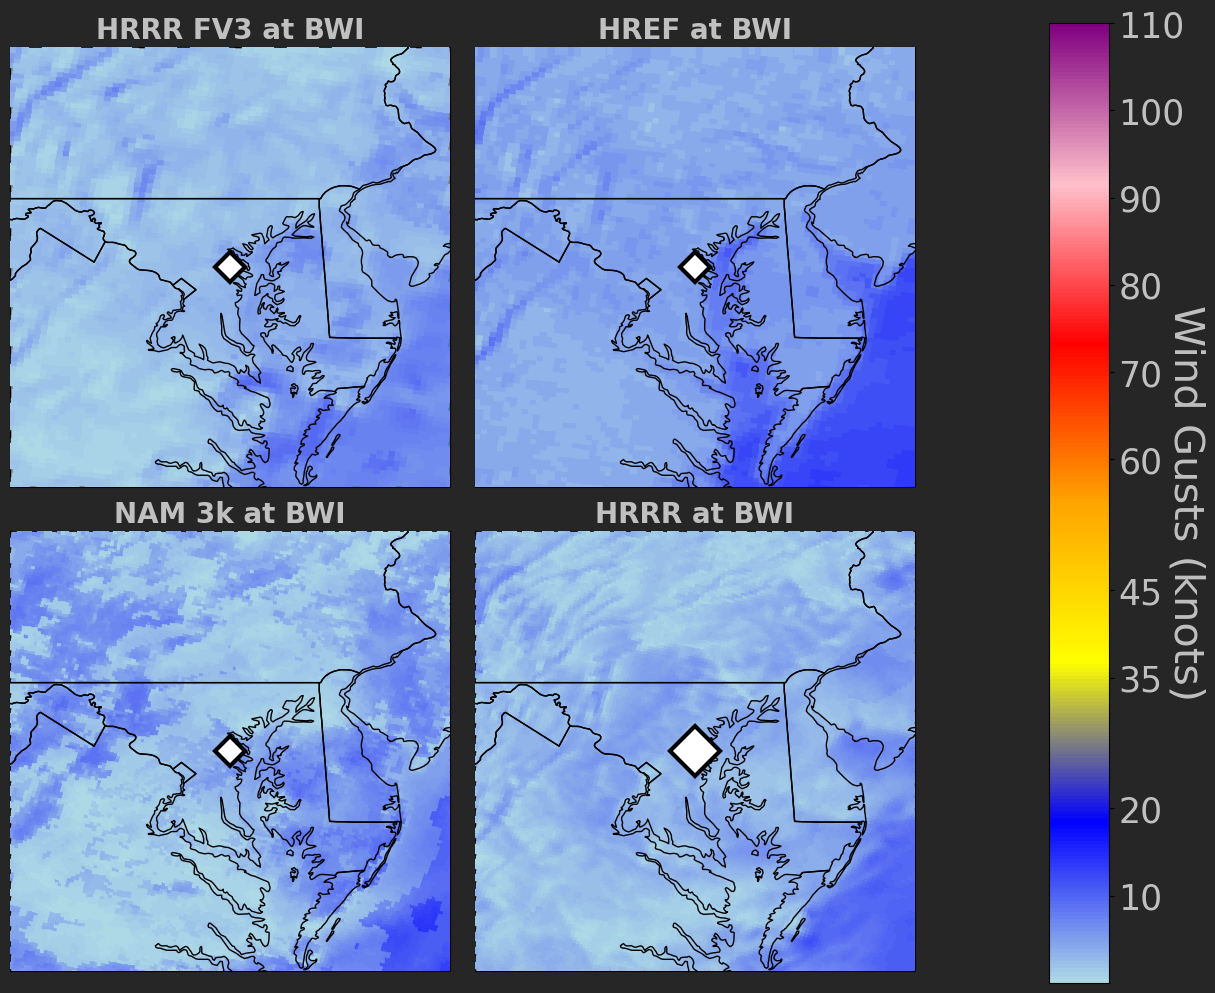 HRRR FV3 at BWI
HREF at BWI
NAM 3k at BWI
HRRR at BWI
110
100
90
80
70
60
45
35
20
10
Wind Gusts (knots)